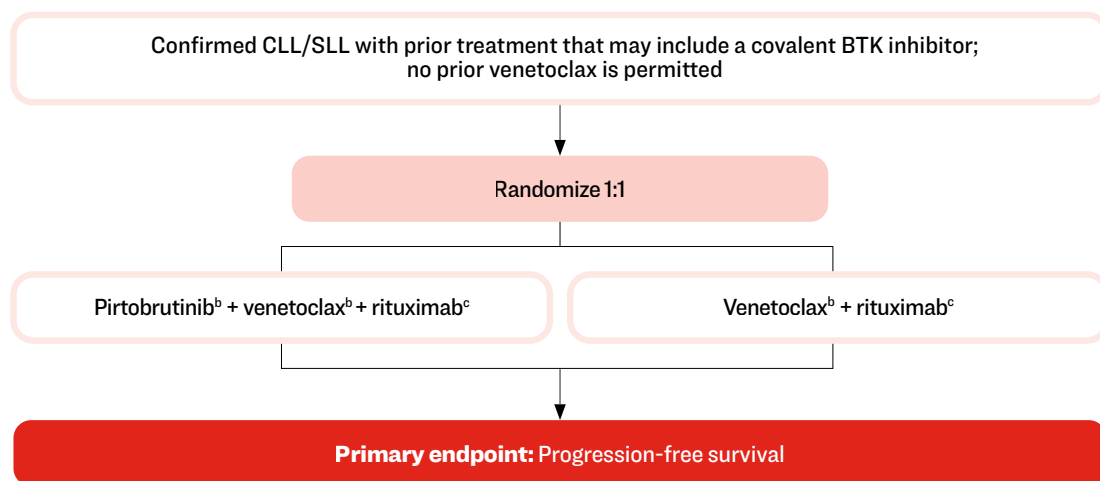 Confirmed CLL/SLL with prior treatment that may include a covalent BTK inhibitor;
no prior venetoclax is permitted
Randomize 1:1
Pirtobrutinibᵇ + venetoclaxᵇ + rituximabᶜ
Venetoclaxᵇ + rituximabᶜ
Primary endpoint: Progression-free survival